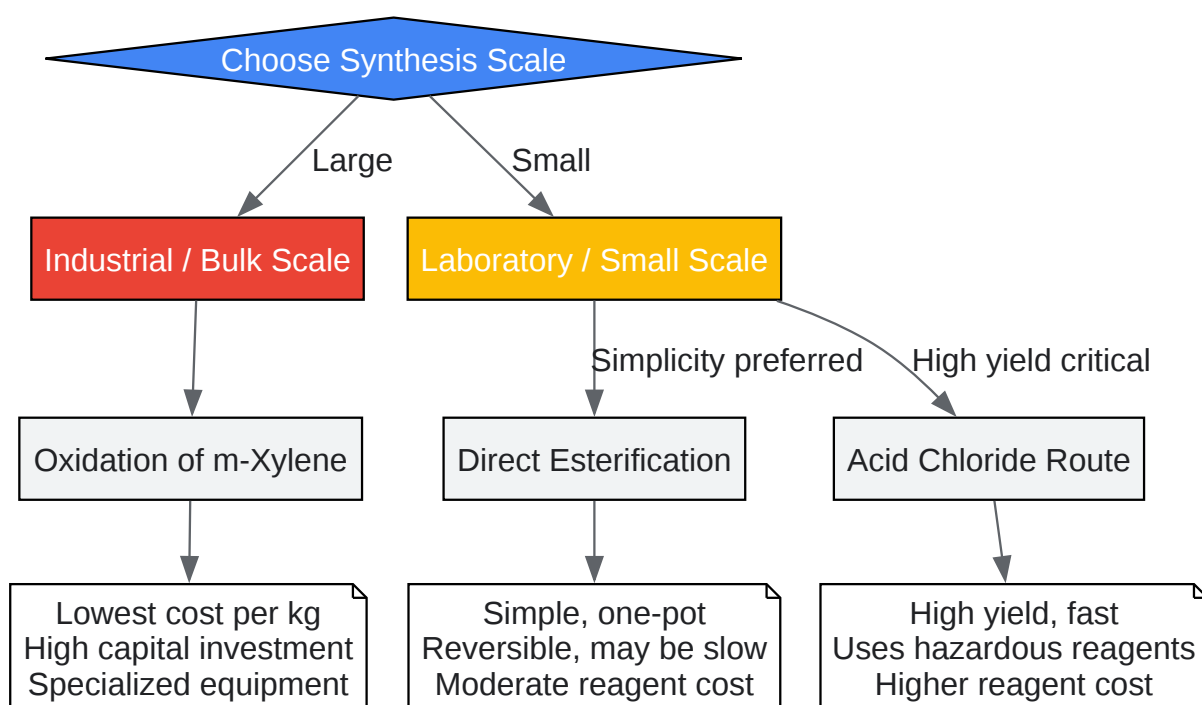 Choose Synthesis Scale
Large
Small
Industrial / Bulk Scale
Laboratory / Small Scale
Simplicity preferred
High yield critical
Oxidation of m-Xylene
Direct Esterification
Acid Chloride Route
Lowest cost per kg
High capital investment
Specialized equipment
Simple, one-pot
Reversible, may be slow
Moderate reagent cost
High yield, fast
Uses hazardous reagents
Higher reagent cost